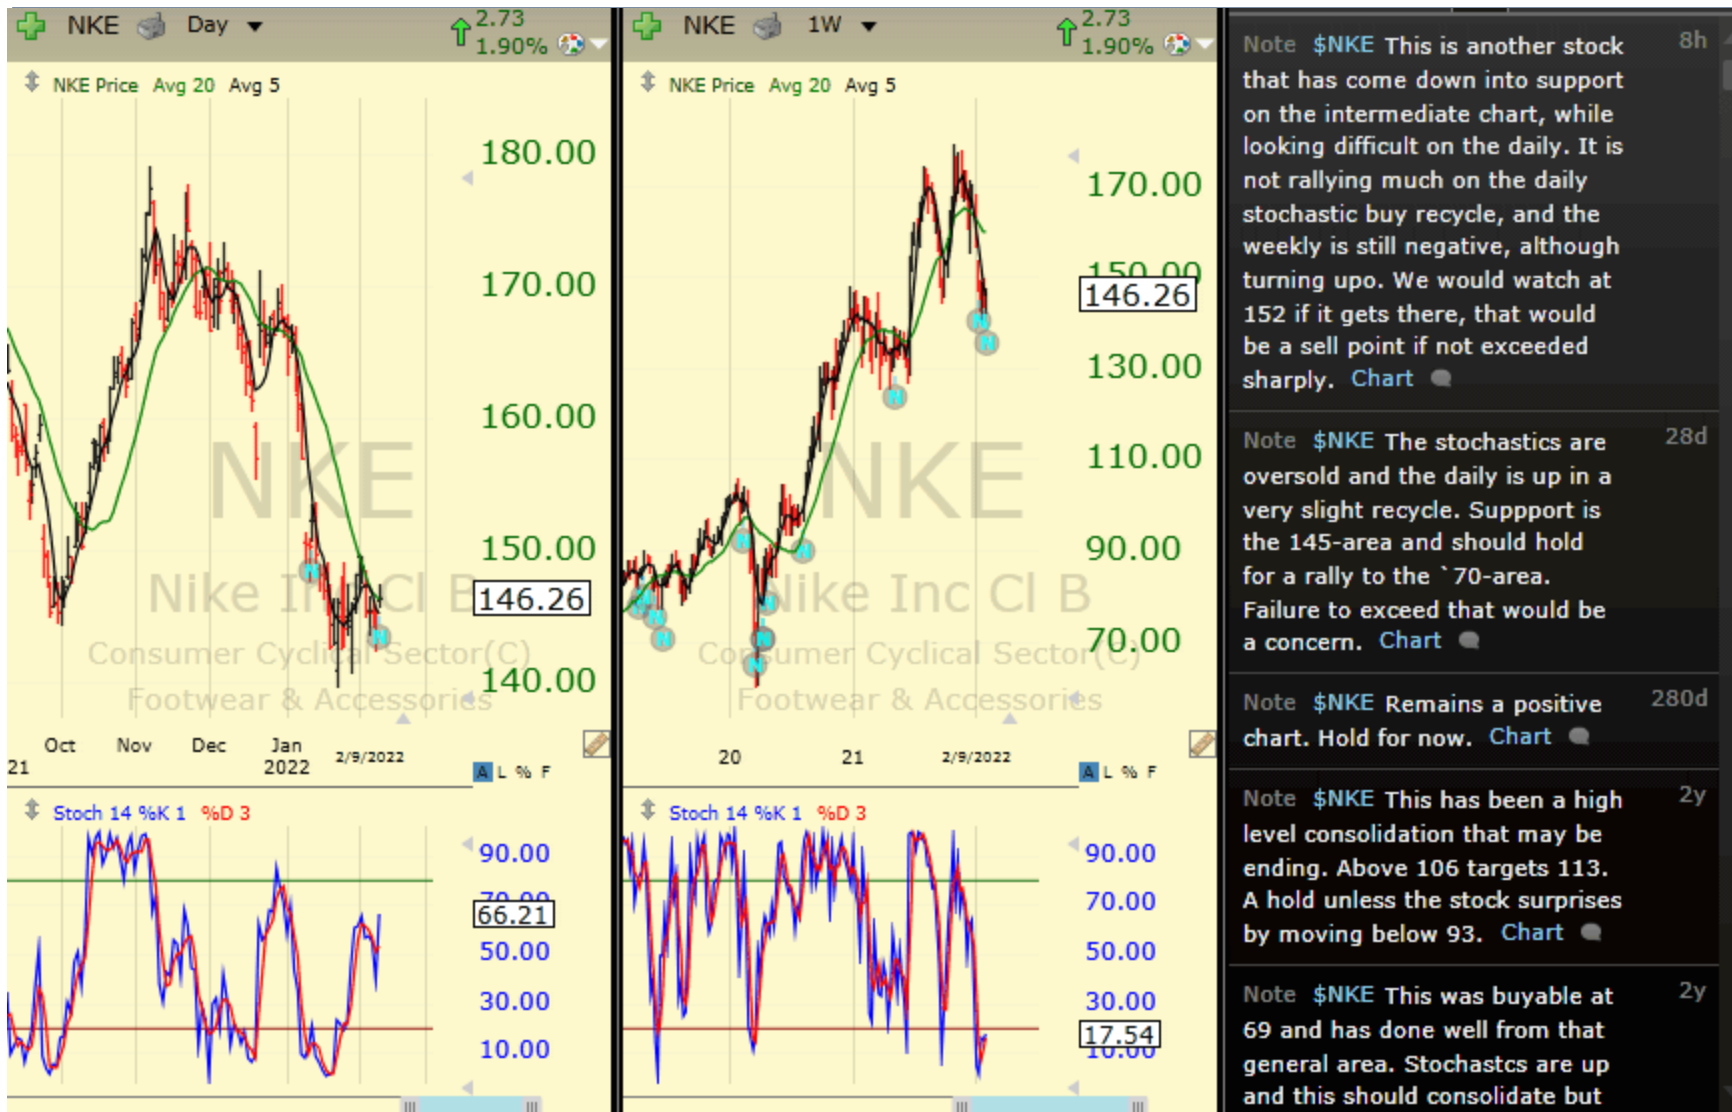 NKE Day 2.73
1.90%
NKE Price Avg 20 Avg 5
180.00
170.00
160.00
150.00
146.26
140.00
NKE
Nike Inc Cl B
Consumer Cyclical Sector(C)
Footwear & Accessories
Oct Nov Dec Jan 2/9/2022
21 2022
A L % F
Stoch 14 %K 1 %D 3
90.00
70.00
66.21
50.00
30.00
10.00
NKE 1W 2.73
1.90%
NKE Price Avg 20 Avg 5
170.00
150.00
146.26
130.00
110.00
90.00
70.00
NKE
Nike Inc Cl B
Consumer Cyclical Sector(C)
Footwear & Accessories
N N N N N N N N N N N
20 21 2/9/2022
A L % F
Stoch 14 %K 1 %D 3
90.00
70.00
50.00
30.00
17.54
10.00
Note $NKE This is another stock 8h
that has come down into support
on the intermediate chart, while
looking difficult on the daily. It is
not rallying much on the daily
stochastic buy recycle, and the
weekly is still negative, although
turning upo. We would watch at
152 if it gets there, that would
be a sell point if not exceeded
sharply. Chart
Note $NKE The stochastics are 28d
oversold and the daily is up in a
very slight recycle. Suppport is
the 145-area and should hold
for a rally to the `70-area.
Failure to exceed that would be
a concern. Chart
Note $NKE Remains a positive 280d
chart. Hold for now. Chart
Note $NKE This has been a high 2y
level consolidation that may be
ending. Above 106 targets 113.
A hold unless the stock surprises
by moving below 93. Chart
Note $NKE This was buyable at 2y
69 and has done well from that
general area. Stochastcs are up
and this should consolidate but